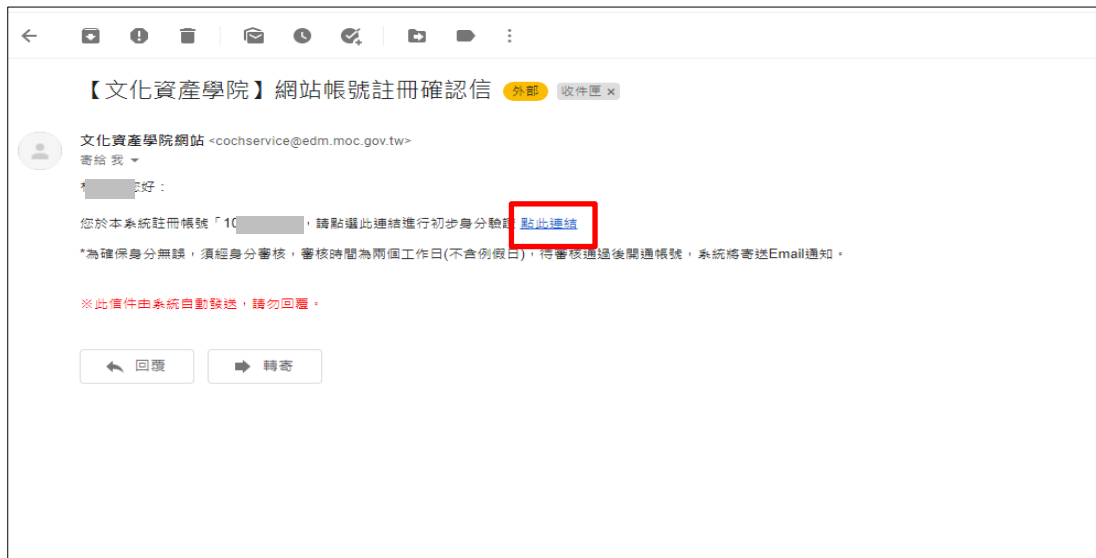 【文化資產學院】網站帳號註冊確認信 外部 收件匣 ×
文化資產學院網站 <cochservice@edm.moc.gov.tw>
寄給 我
好：
您於本系統註冊帳號「10 ，請點選此連結進行初步身分驗證 點此連結
*為確保身分無誤，須經身分審核，審核時間為兩個工作日(不含例假日)，待審核通過後開通帳號，系統將寄送Email通知。
※此信件由系統自動發送，請勿回覆。
回覆 轉寄